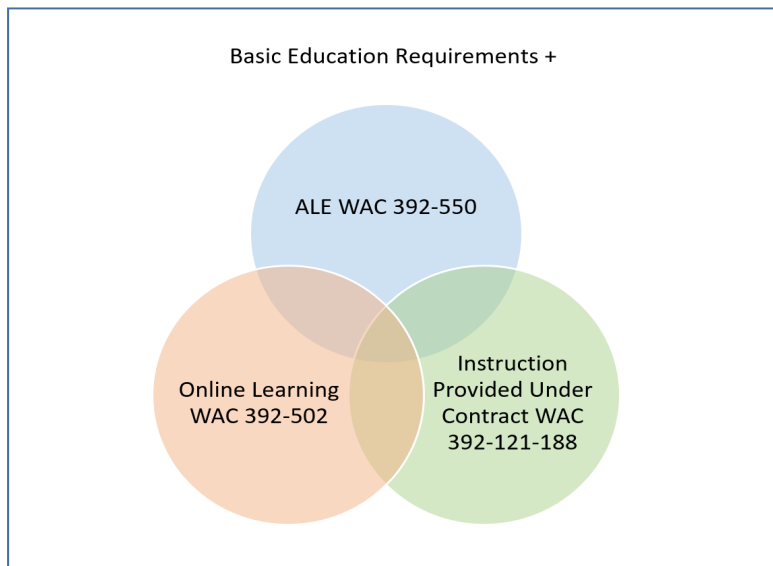 Basic Education Requirements +
ALE WAC 392-550
Online Learning
WAC 392-502
Instruction
Provided Under
Contract WAC
392-121-188